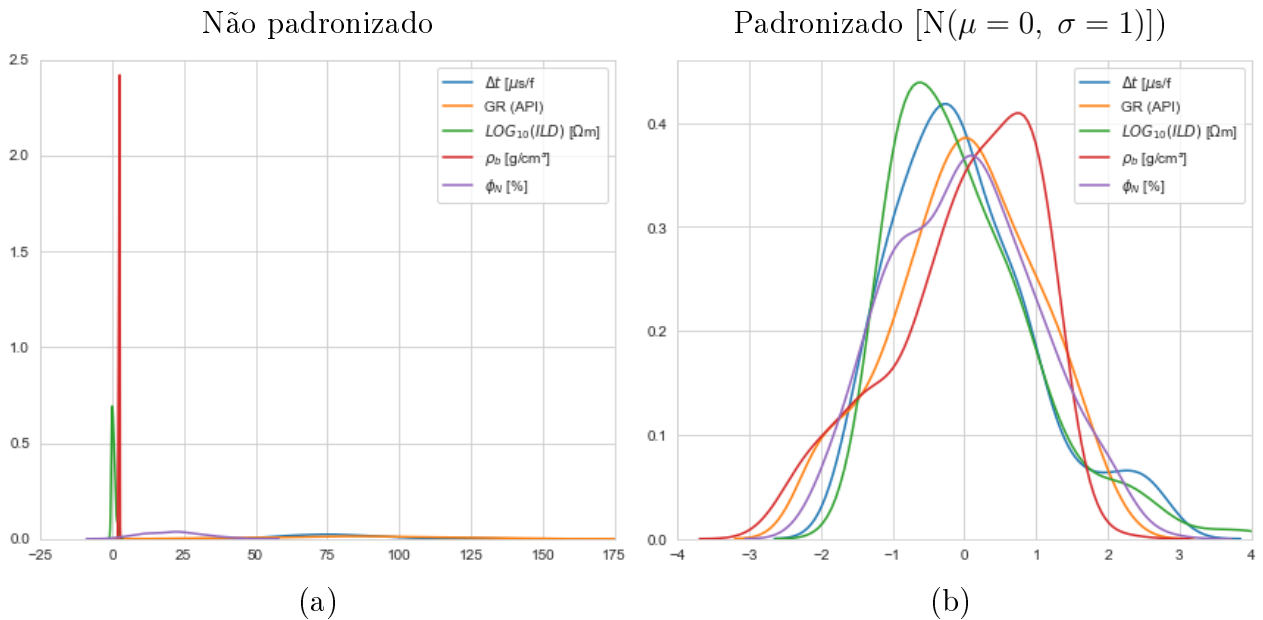 Não padronizado
Padronizado [N(μ = 0, σ = 1)])
2.5
2.0
1.5
1.0
0.5
0.0
−25
0
25
50
75
100
125
150
175
Δt [μs/f
GR (API)
LOG₁₀(ILD) [Ωm]
ρb [g/cm³]
ϕN [%]
(a)
0.4
0.3
0.2
0.1
0.0
−4
−3
−2
−1
0
1
2
3
4
Δt [μs/f
GR (API)
LOG₁₀(ILD) [Ωm]
ρb [g/cm³]
ϕN [%]
(b)